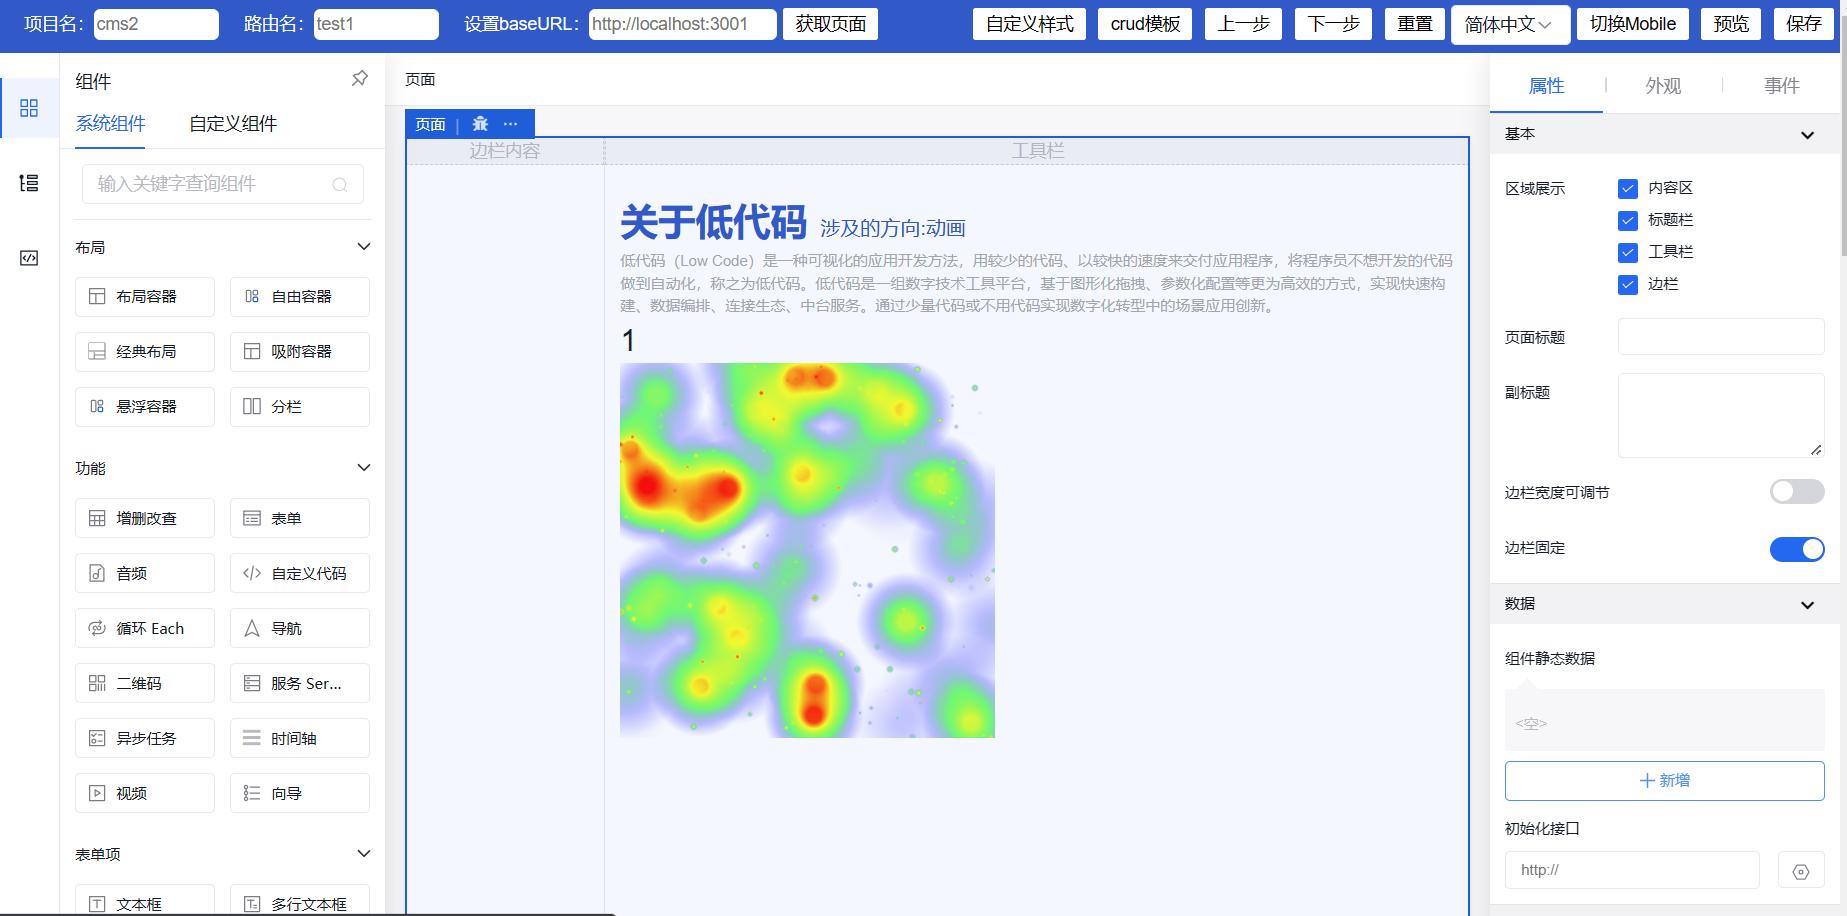 项目名： cms2 路由名： test1 设置baseURL： http://localhost:3001 获取页面 自定义样式 crud模板 上一步 下一步 重置 简体中文 切换Mobile 预览 保存
组件
系统组件 自定义组件
输入关键字查询组件
布局
布局容器 自由容器
经典布局 吸附容器
悬浮容器 分栏
功能
增删改查 表单
音频 自定义代码
循环 Each 导航
二维码 服务 Ser...
异步任务 时间轴
视频 向导
表单项
文本框 多行文本框
页面
页面
边栏内容 工具栏
关于低代码 涉及的方向:动画
低代码（Low Code）是一种可视化的应用开发方法，用较少的代码、以较快的速度来交付应用程序，将程序员不想开发的代码
做到自动化，称之为低代码。低代码是一组数字技术工具平台，基于图形化拖拽、参数化配置等更为高效的方式，实现快速构
建、数据编排、连接生态、中台服务。通过少量代码或不用代码实现数字化转型中的场景应用创新。
1
属性 外观 事件
基本
区域展示 内容区
标题栏
工具栏
边栏
页面标题
副标题
边栏宽度可调节
边栏固定
数据
组件静态数据
<空>
新增
初始化接口
http://